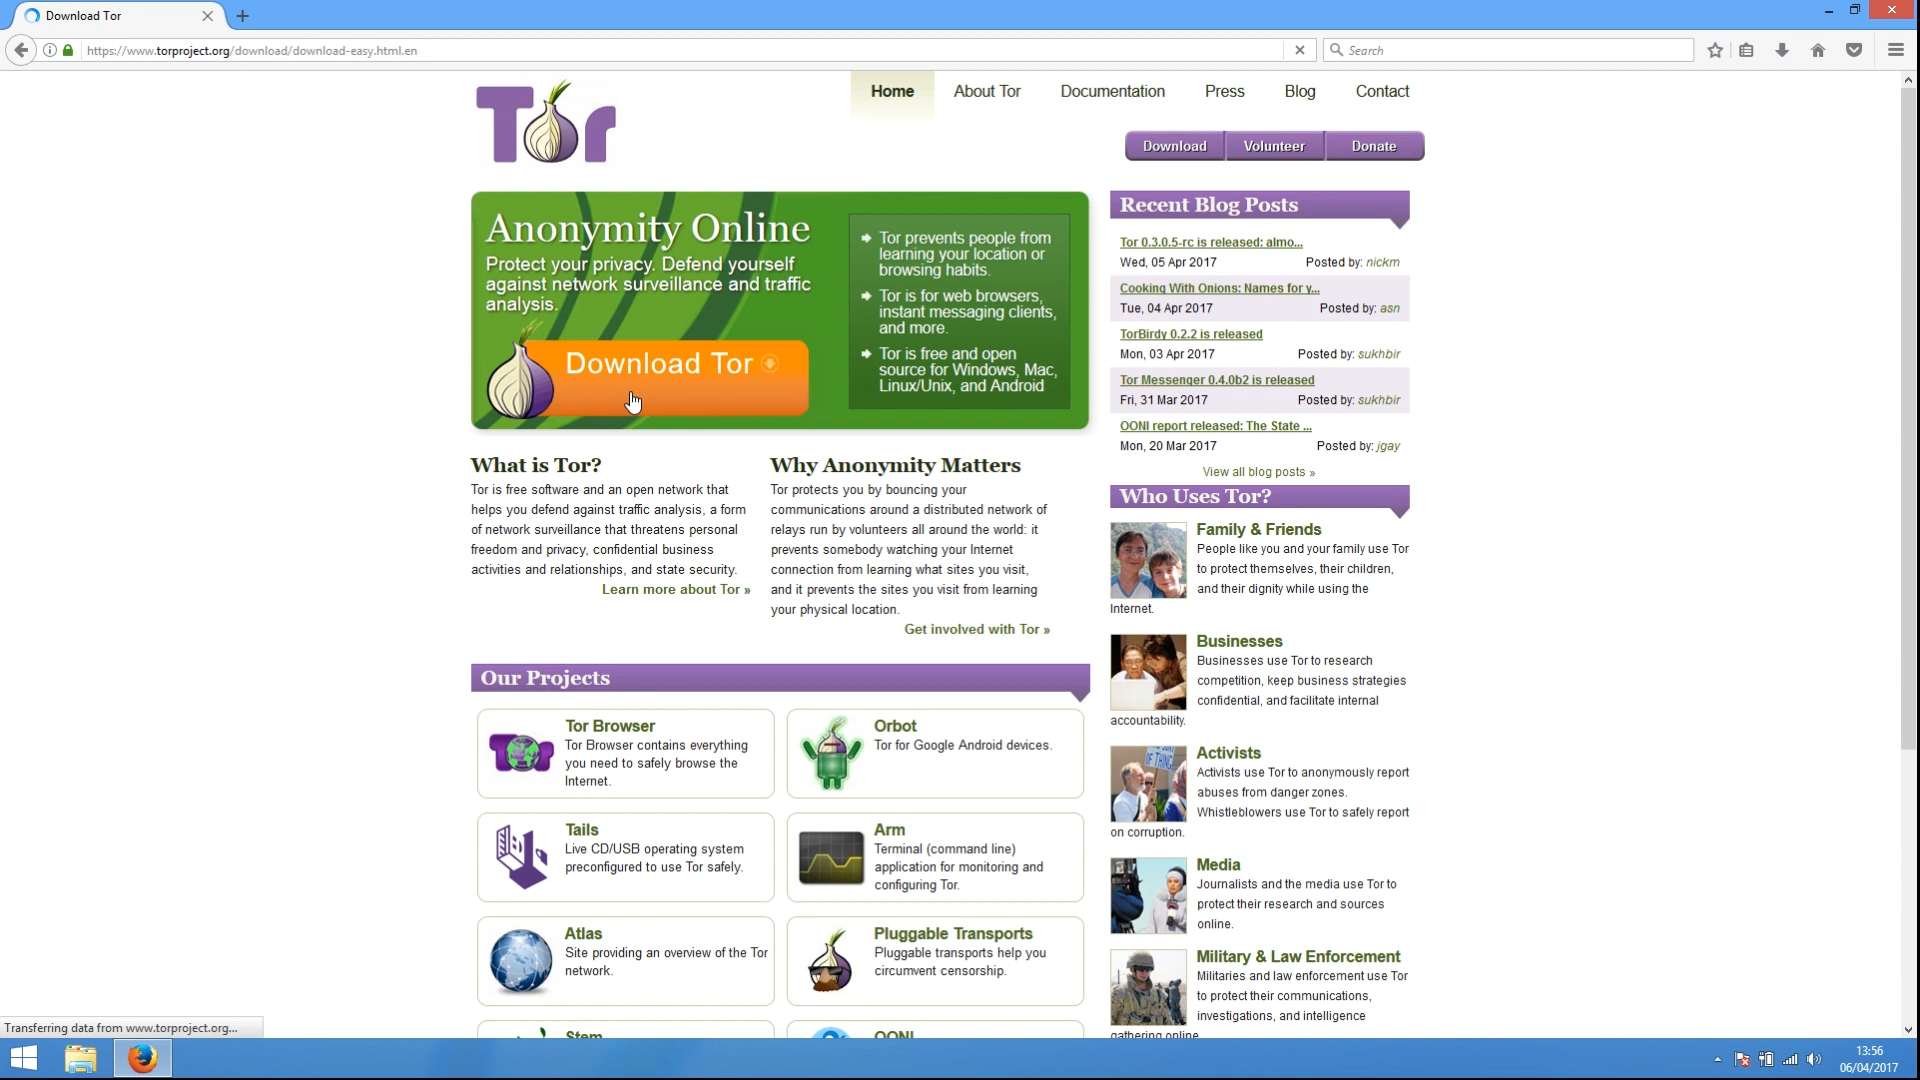 Download Tor
https://www.torproject.org/download/download-easy.html.en
Search
Tor
Home
About Tor
Documentation
Press
Blog
Contact
Download
Volunteer
Donate
Anonymity Online
Protect your privacy. Defend yourself
against network surveillance and traffic
analysis.
Download Tor
Tor prevents people from
learning your location or
browsing habits.
Tor is for web browsers,
instant messaging clients,
and more.
Tor is free and open
source for Windows, Mac,
Linux/Unix, and Android
What is Tor?
Tor is free software and an open network that
helps you defend against traffic analysis, a form
of network surveillance that threatens personal
freedom and privacy, confidential business
activities and relationships, and state security.
Learn more about Tor »
Why Anonymity Matters
Tor protects you by bouncing your
communications around a distributed network of
relays run by volunteers all around the world: it
prevents somebody watching your Internet
connection from learning what sites you visit,
and it prevents the sites you visit from learning
your physical location.
Get involved with Tor »
Our Projects
Tor Browser
Tor Browser contains everything
you need to safely browse the
Internet.
Orbot
Tor for Google Android devices.
Tails
Live CD/USB operating system
preconfigured to use Tor safely.
Arm
Terminal (command line)
application for monitoring and
configuring Tor.
Atlas
Site providing an overview of the Tor
network.
Pluggable Transports
Pluggable transports help you
circumvent censorship.
Stem
OONI
Recent Blog Posts
Tor 0.3.0.5-rc is released: almo...
Wed, 05 Apr 2017 Posted by: nickm
Cooking With Onions: Names for y...
Tue, 04 Apr 2017 Posted by: asn
TorBirdy 0.2.2 is released
Mon, 03 Apr 2017 Posted by: sukhbir
Tor Messenger 0.4.0b2 is released
Fri, 31 Mar 2017 Posted by: sukhbir
OONI report released: The State ...
Mon, 20 Mar 2017 Posted by: jgay
View all blog posts »
Who Uses Tor?
Family & Friends
People like you and your family use Tor
to protect themselves, their children,
and their dignity while using the
Internet.
Businesses
Businesses use Tor to research
competition, keep business strategies
confidential, and facilitate internal
accountability.
Activists
Activists use Tor to anonymously report
abuses from danger zones.
Whistleblowers use Tor to safely report
on corruption.
Media
Journalists and the media use Tor to
protect their research and sources
online.
Military & Law Enforcement
Militaries and law enforcement use Tor
to protect their communications,
investigations, and intelligence
gathering online.
Transferring data from www.torproject.org...
13:56
06/04/2017